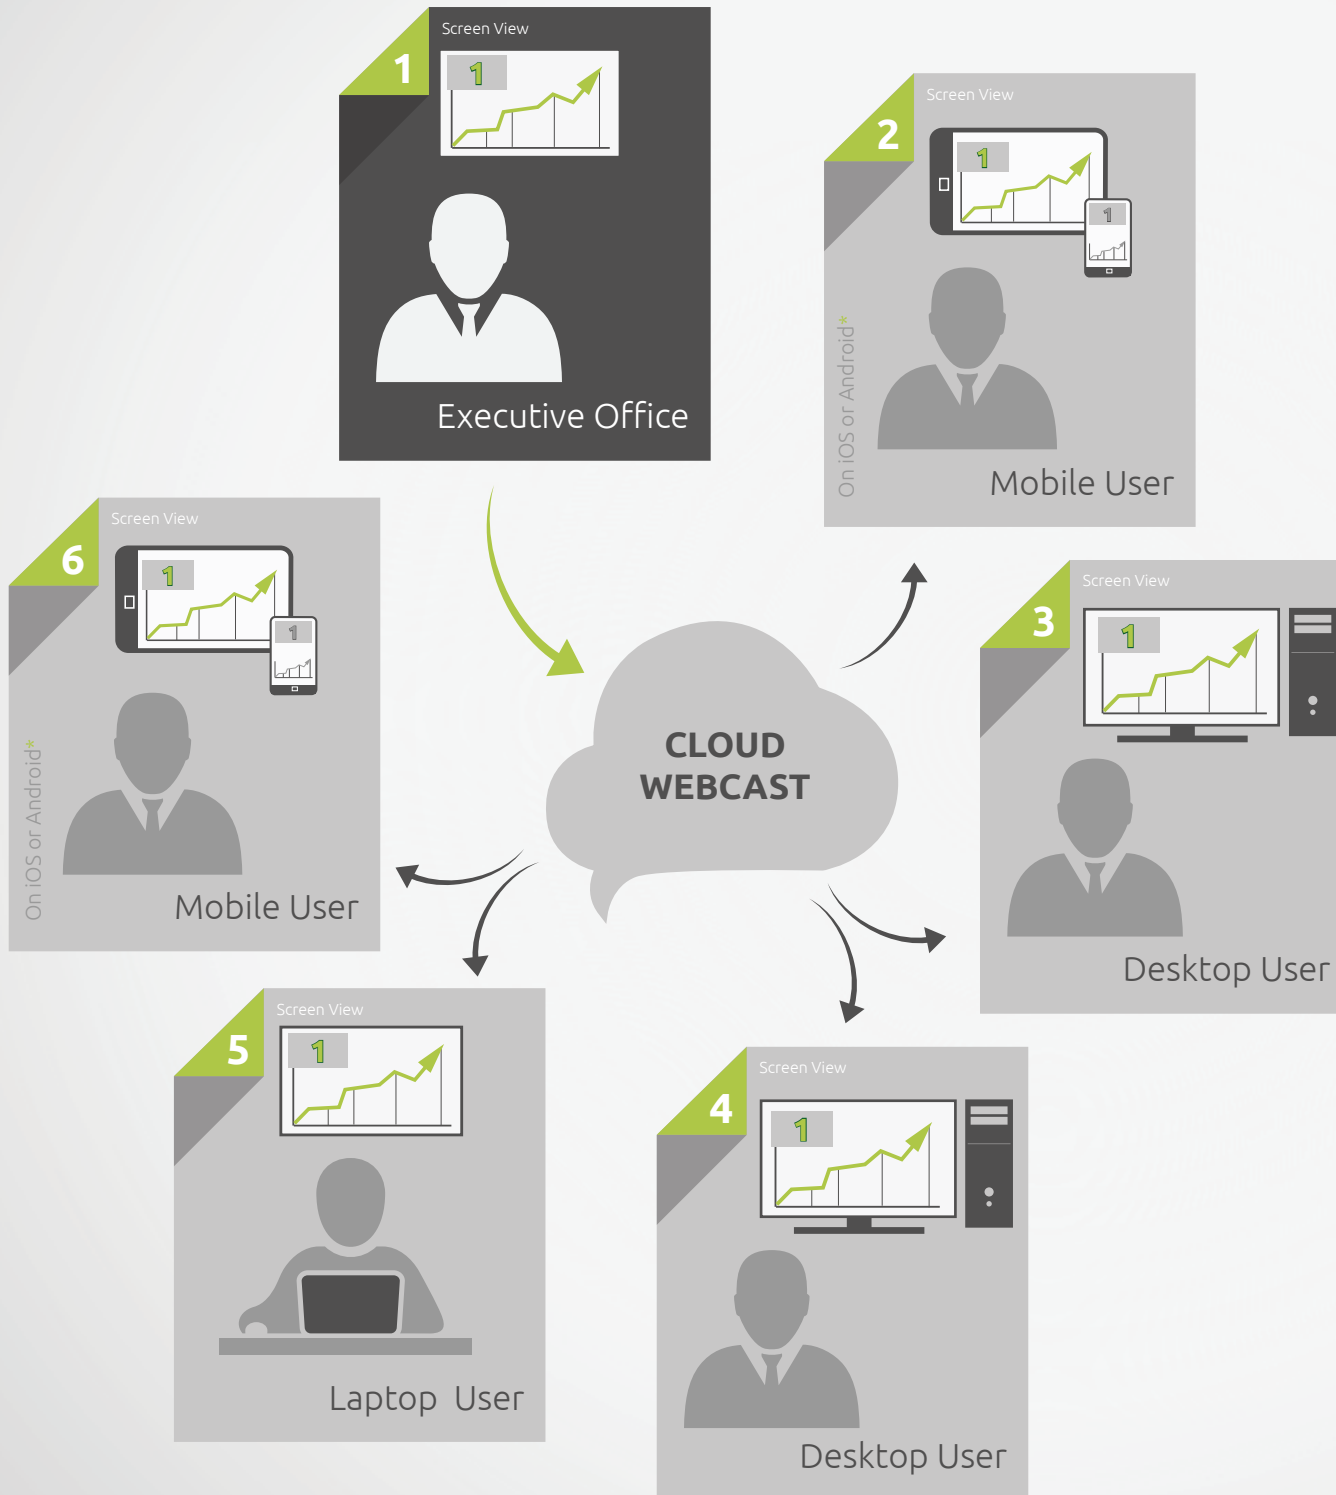 1
Screen View
1
Executive Office
2
Screen View
1
1
On iOS or Android*
Mobile User
3
Screen View
1
Desktop User
4
Screen View
1
Desktop User
5
Screen View
1
Laptop User
6
Screen View
1
1
On iOS or Android*
Mobile User
CLOUD
WEBCAST